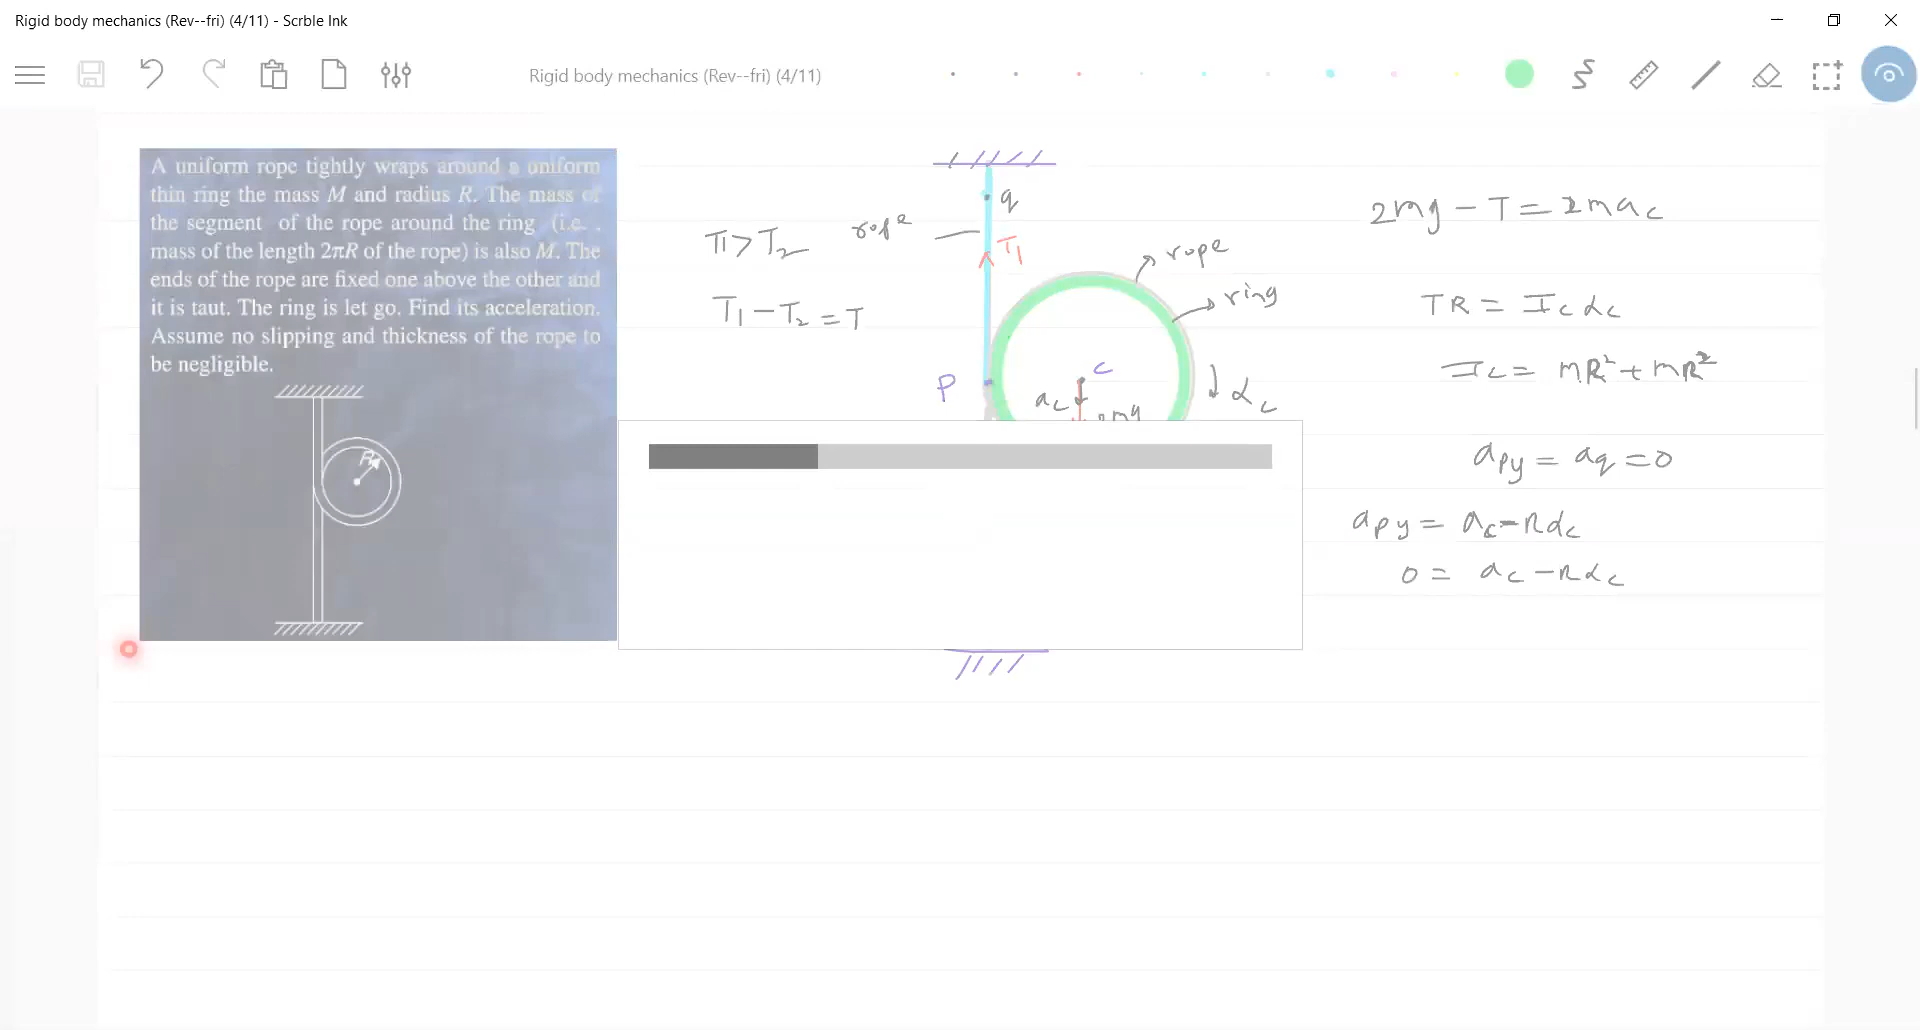 Rigid body mechanics (Rev--fri) (4/11) - Scrble Ink
Rigid body mechanics (Rev--fri) (4/11)
A uniform rope tightly wraps around a uniform
thin ring the mass M and radius R. The mass of
the segment of the rope around the ring (i.e. ,
mass of the length 2πR of the rope) is also M. The
ends of the rope are fixed one above the other and
it is taut. The ring is let go. Find its acceleration.
Assume no slipping and thickness of the rope to
be negligible.
R
T1 > T2
T1 - T2 = T
rope
q
T1
rope
ring
P
C
ac
2mg
αc
2mg - T = 2mac
TR = Ic αc
Ic = mR² + mR²
apy = aq = 0
apy = ac - Rαc
0 = ac - Rαc